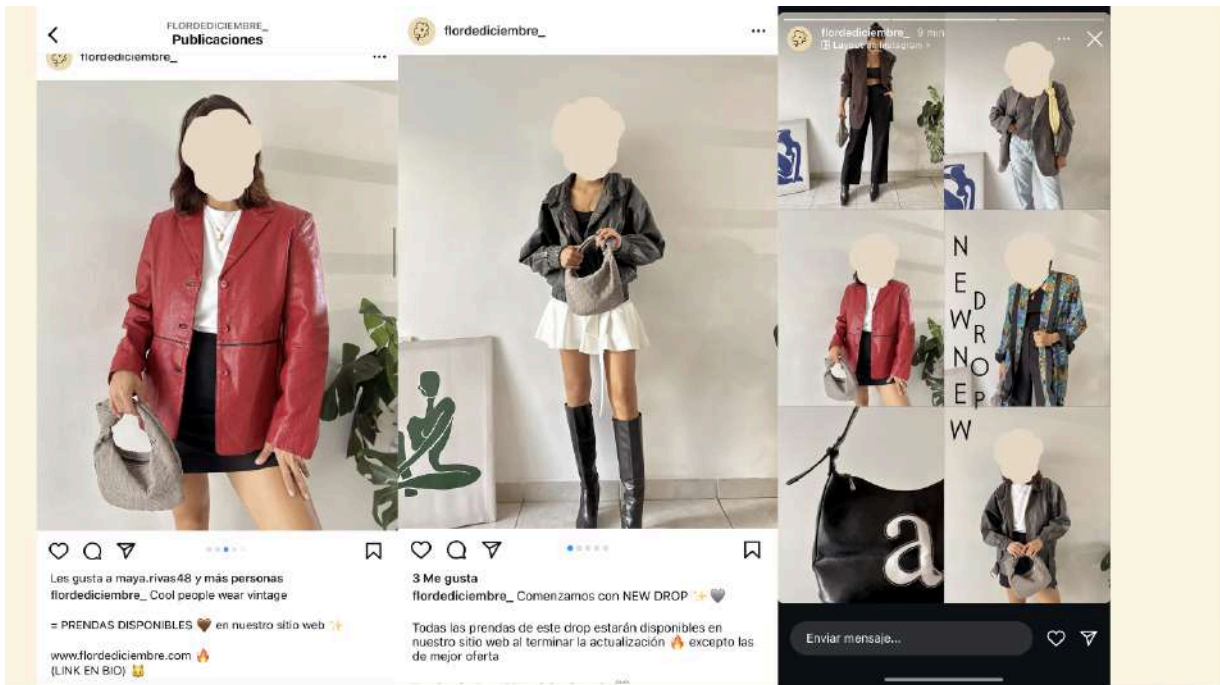 FLORDEDICIEMBRE_
Publicaciones
flordediciembre_
Les gusta a maya.rivas48 y más personas
flordediciembre_ Cool people wear vintage
= PRENDAS DISPONIBLES 🤎 en nuestro sitio web ✨
www.flordediciembre.com 🔥
(LINK EN BIO) 🐱
flordediciembre_
3 Me gusta
flordediciembre_ Comenzamos con NEW DROP ✨ 🩶
Todas las prendas de este drop estarán disponibles en
nuestro sitio web al terminar la actualización 🔥 excepto las
de mejor oferta
flordediciembre_ 9 min
Layout de Instagram >
NEW NEW
DROP
a
Enviar mensaje...